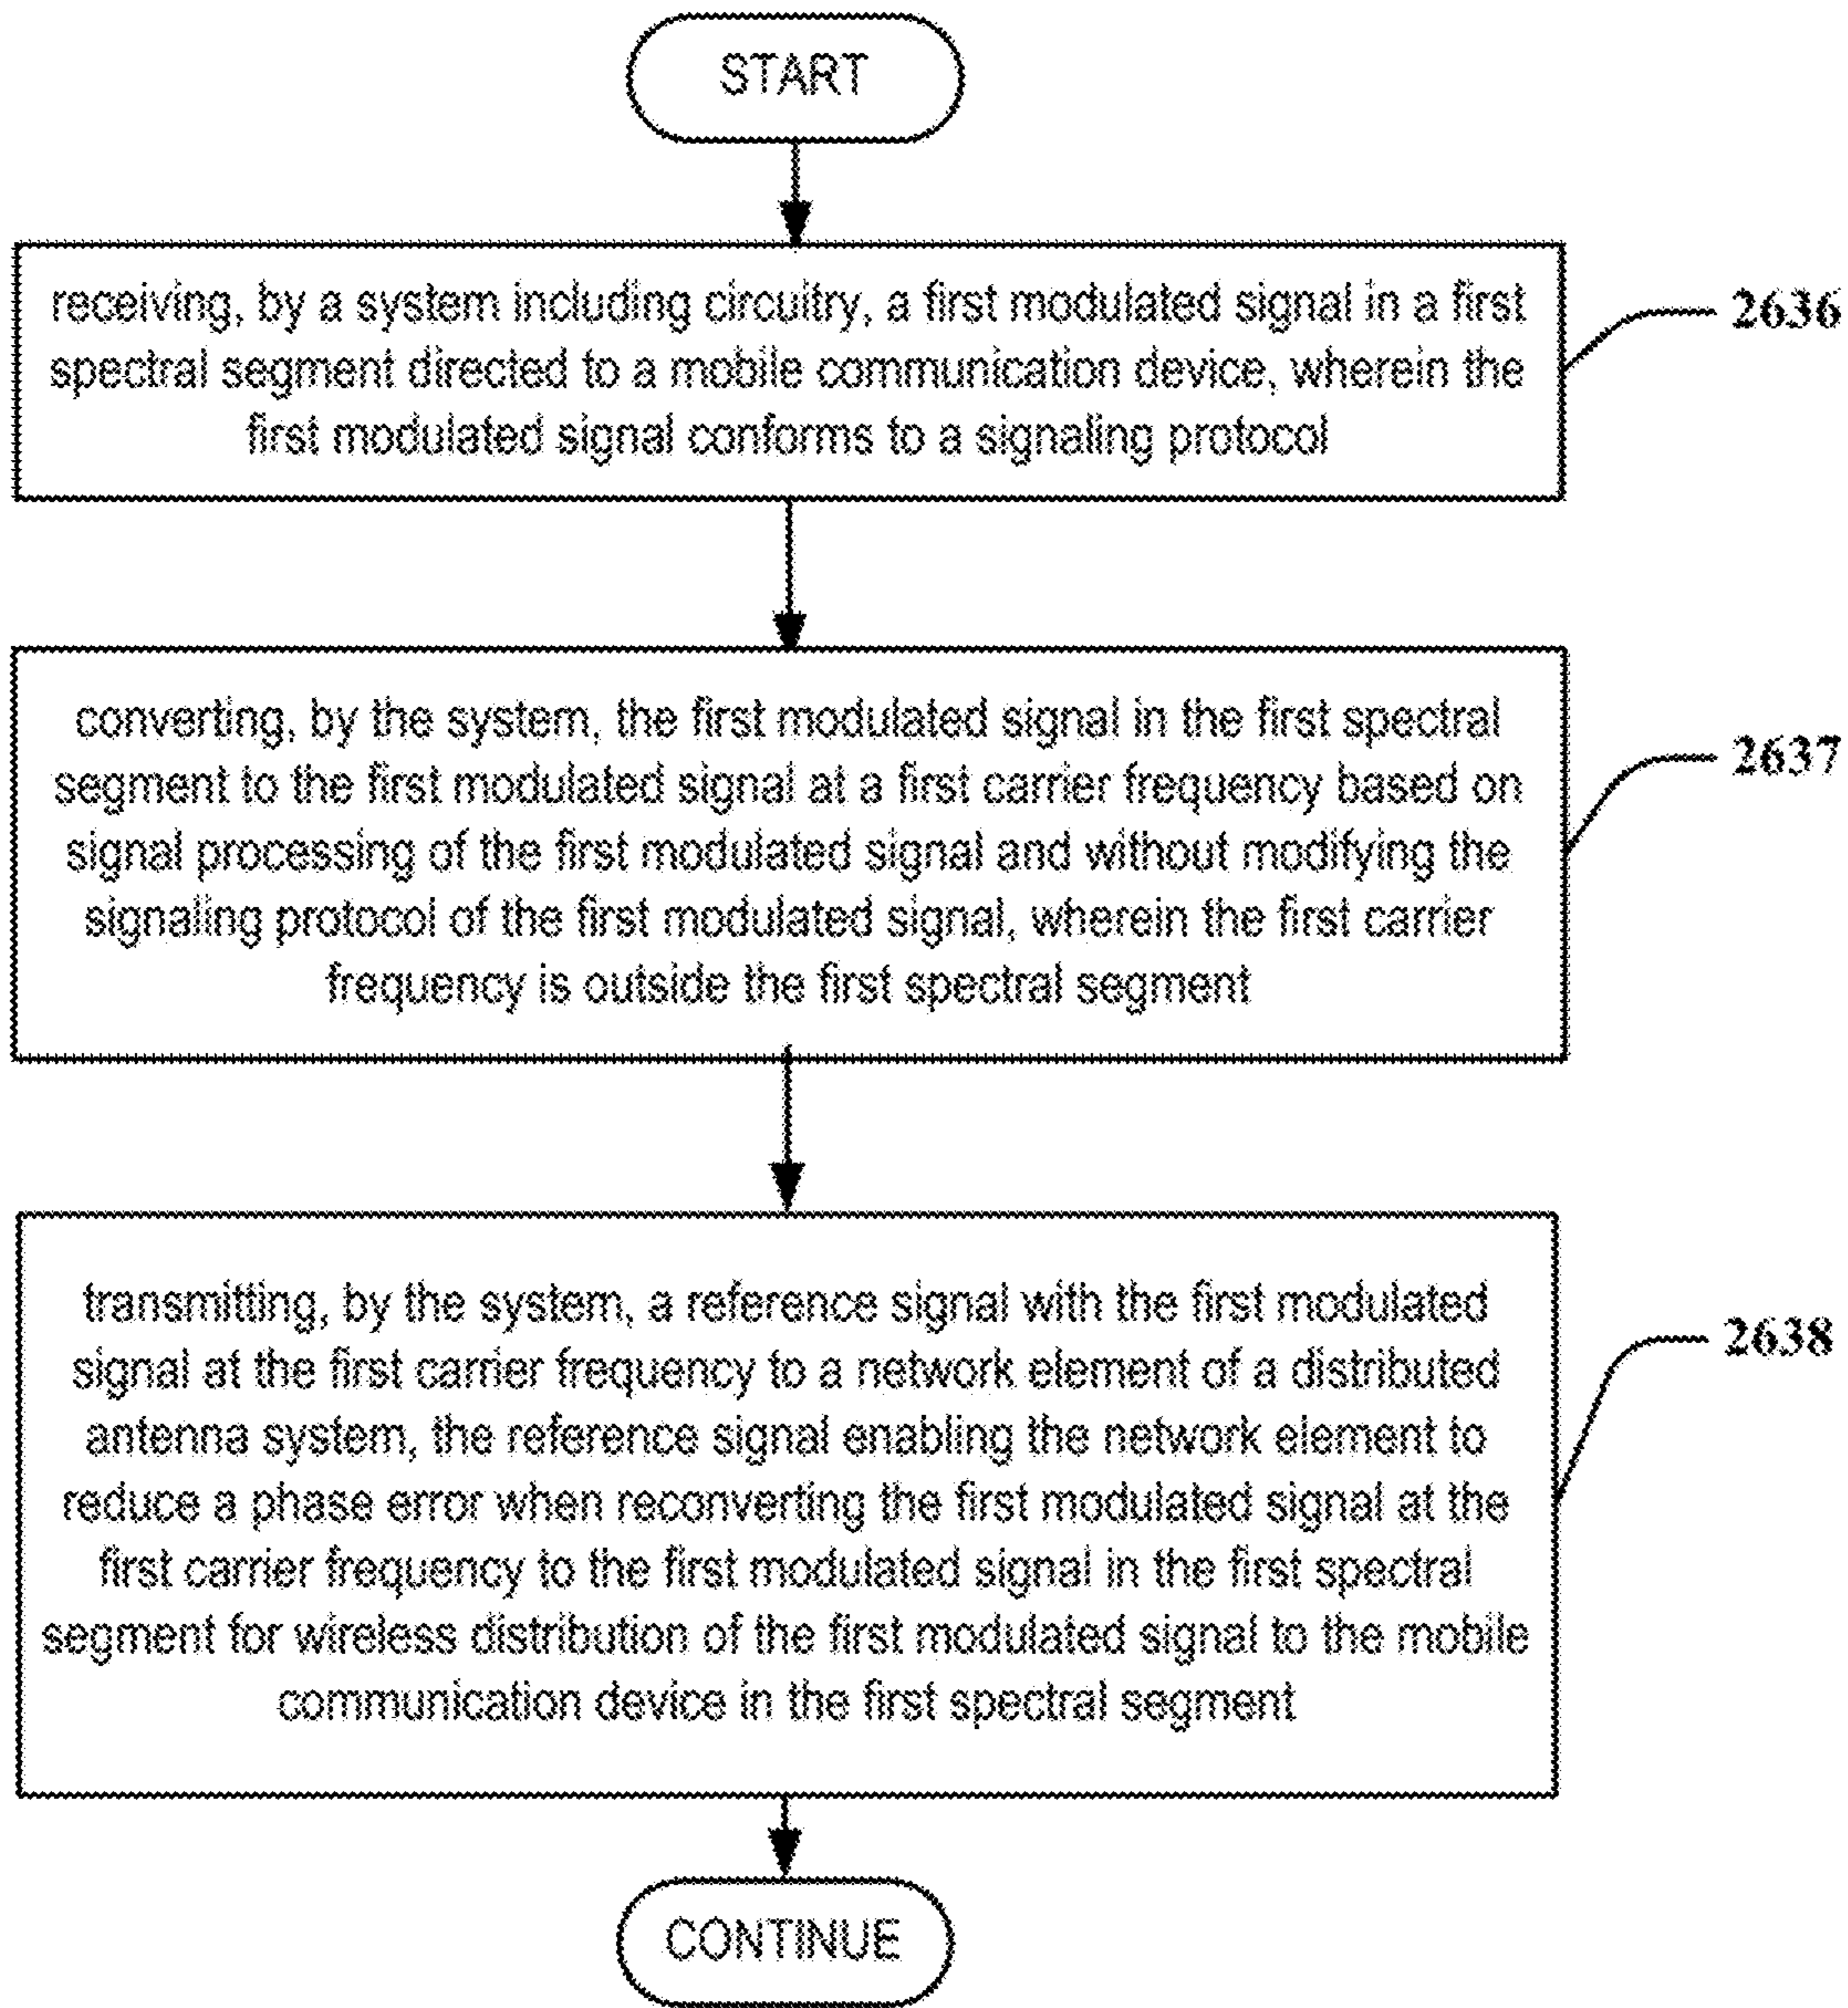 START
receiving, by a system including circuitry, a first modulated signal in a first
spectral segment directed to a mobile communication device, wherein the
first modulated signal conforms to a signaling protocol
2636
converting, by the system, the first modulated signal in the first spectral
segment to the first modulated signal at a first carrier frequency based on
signal processing of the first modulated signal and without modifying the
signaling protocol of the first modulated signal, wherein the first carrier
frequency is outside the first spectral segment
2637
transmitting, by the system, a reference signal with the first modulated
signal at the first carrier frequency to a network element of a distributed
antenna system, the reference signal enabling the network element to
reduce a phase error when reconverting the first modulated signal at the
first carrier frequency to the first modulated signal in the first spectral
segment for wireless distribution of the first modulated signal to the mobile
communication device in the first spectral segment
2638
CONTINUE